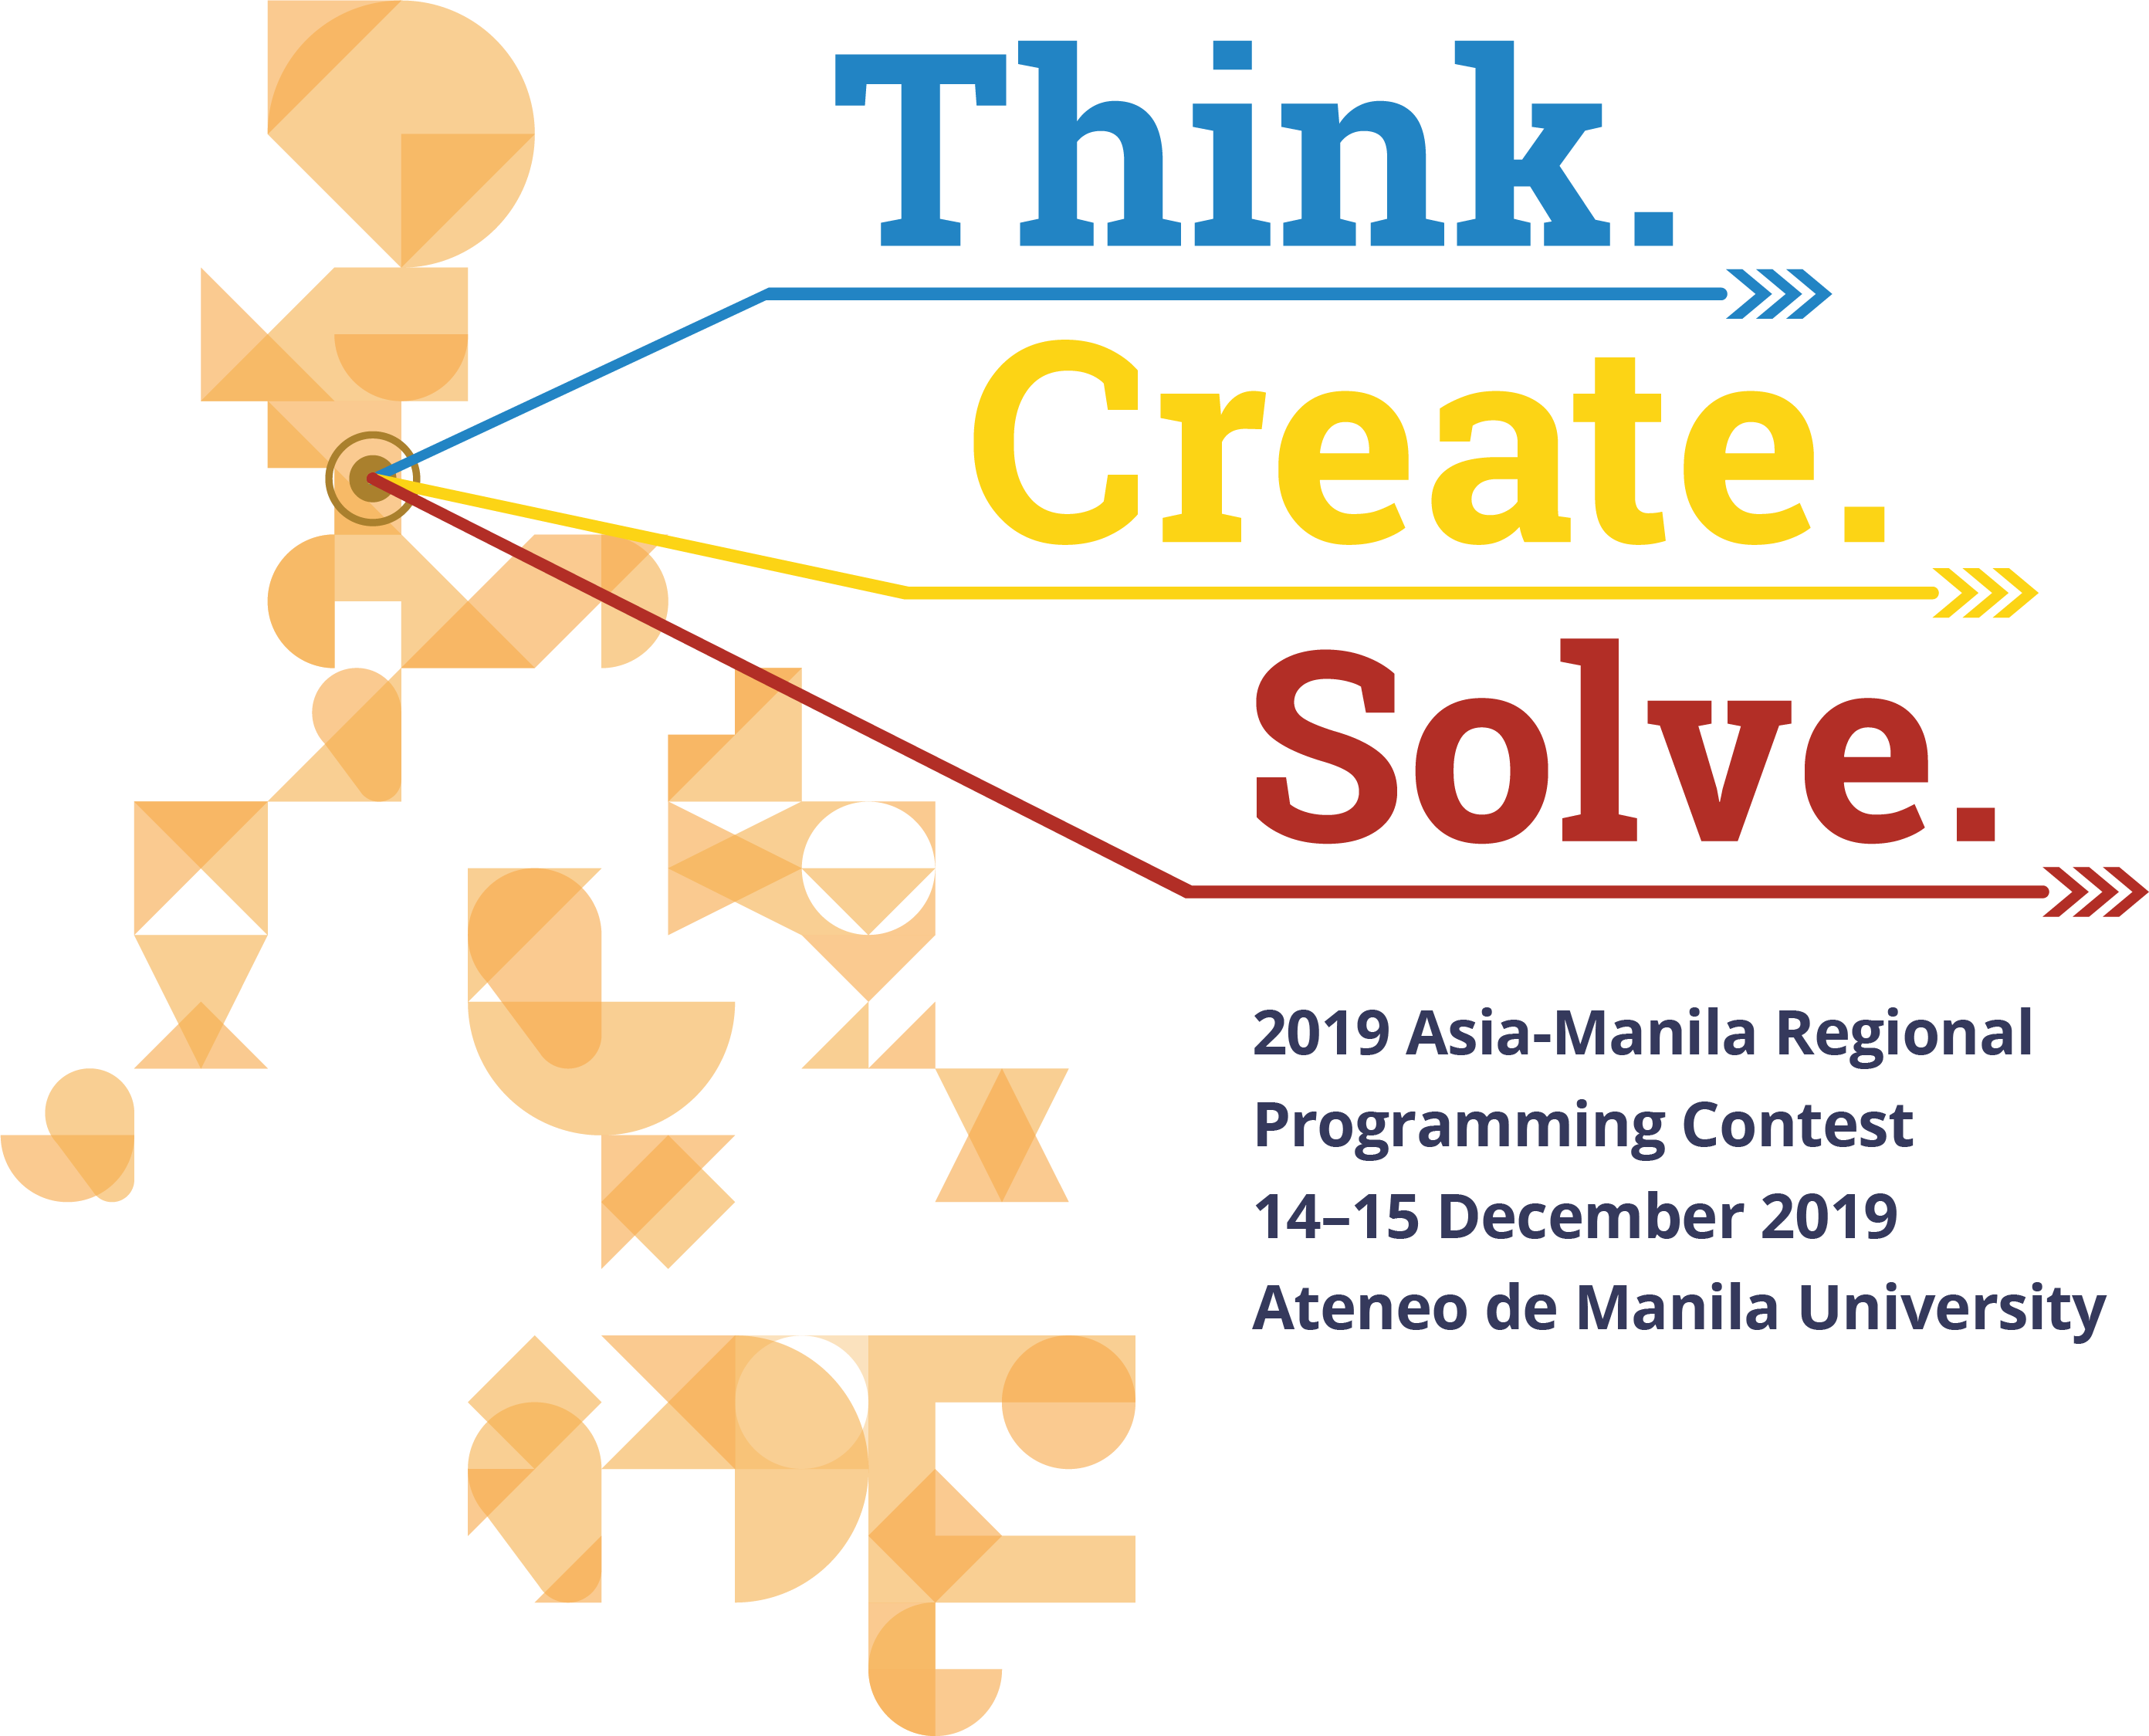 Think.
Create.
Solve.
2019 Asia-Manila Regional
Programming Contest
14–15 December 2019
Ateneo de Manila University